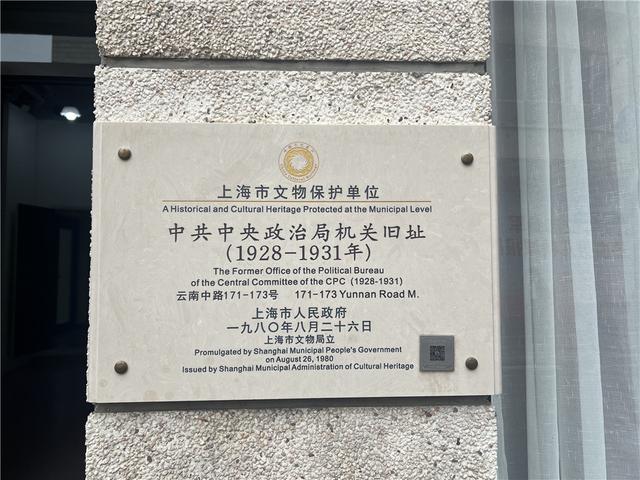 上海市文物保护单位
A Historical and Cultural Heritage Protected at the Municipal Level
中共中央政治局机关旧址
(1928-1931年)
The Former Office of the Political Bureau
of the Central Committee of the CPC (1928-1931)
云南中路171-173号 171-173 Yunnan Road M.
上海市人民政府
一九八〇年八月二十六日
上海市文物局立
Promulgated by Shanghai Municipal People's Government
on August 26, 1980
Issued by Shanghai Municipal Administration of Cultural Heritage